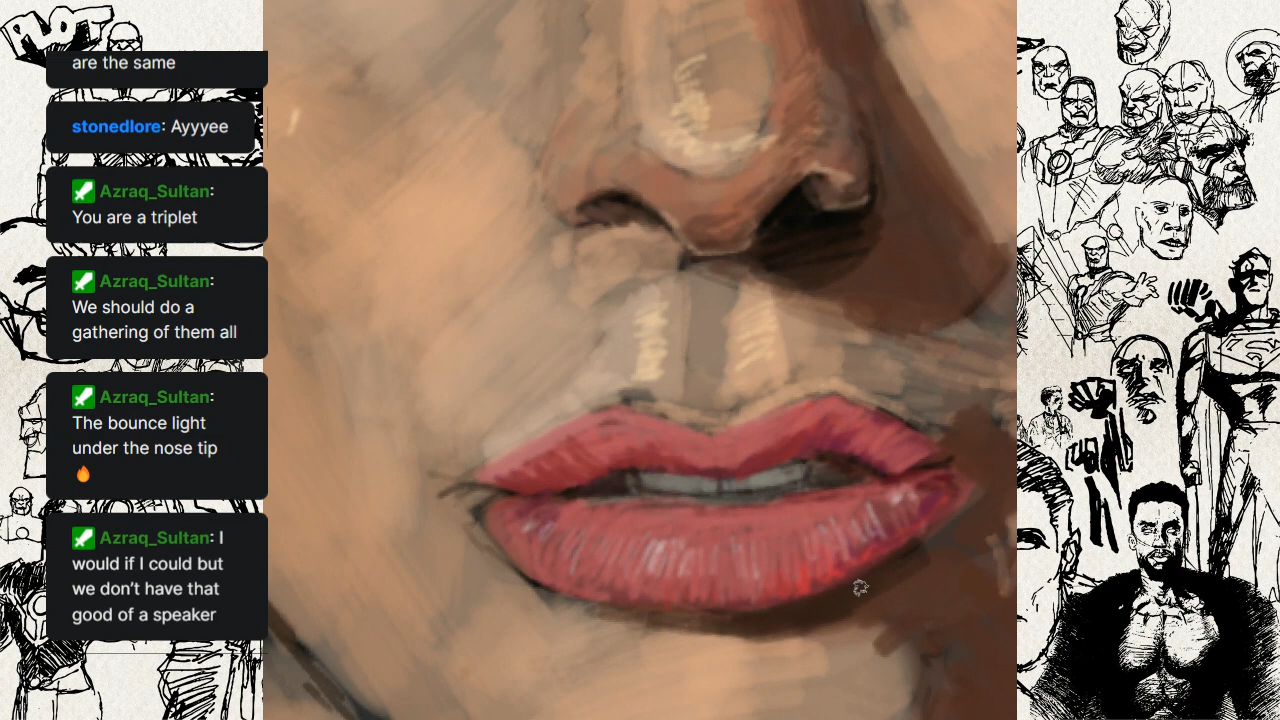 PLOT
are the same
stonedlore: Ayyyee
Azraq_Sultan:
You are a triplet
Azraq_Sultan:
We should do a
gathering of them all
Azraq_Sultan:
The bounce light
under the nose tip
🔥
Azraq_Sultan: I
would if I could but
we don’t have that
good of a speaker